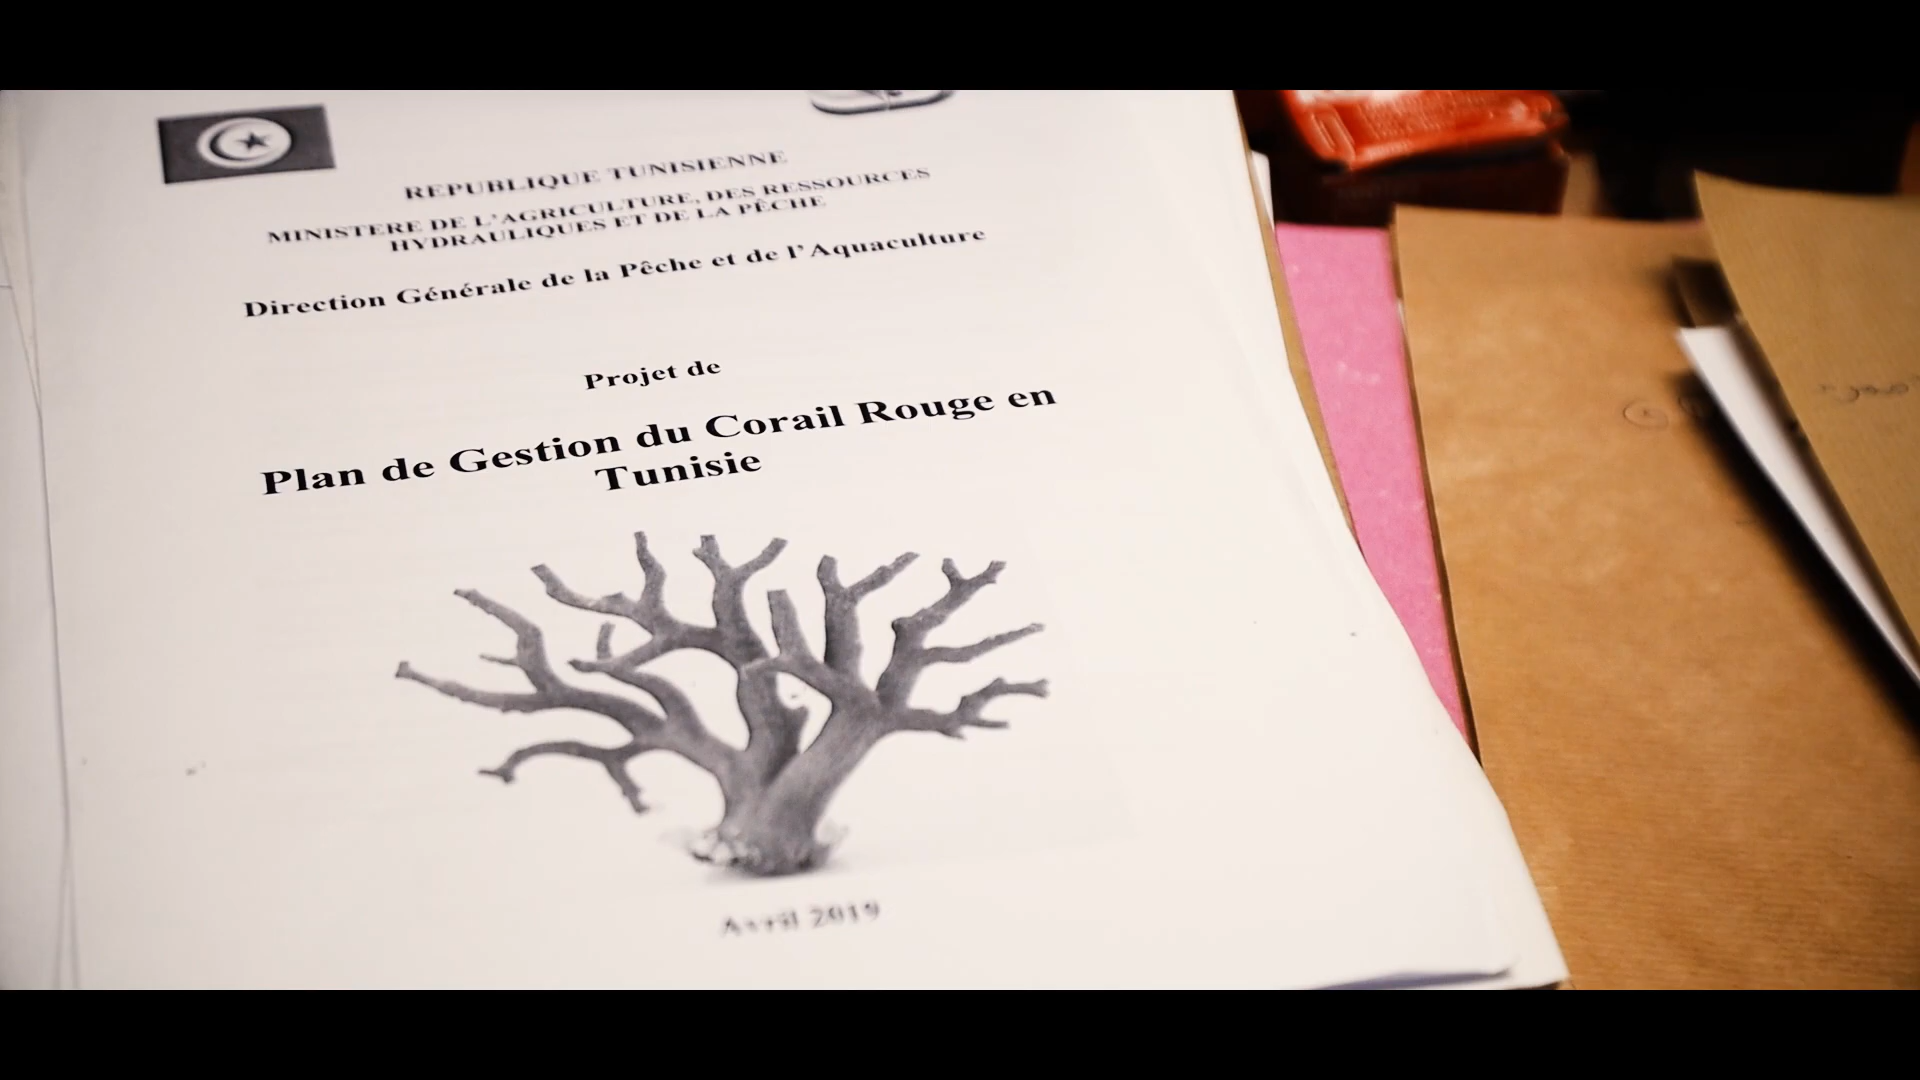 REPUBLIQUE TUNISIENNE
MINISTERE DE L'AGRICULTURE, DES RESSOURCES
HYDRAULIQUES ET DE LA PÊCHE
Direction Générale de la Pêche et de l'Aquaculture
Projet de
Plan de Gestion du Corail Rouge en
Tunisie
Avril 2019